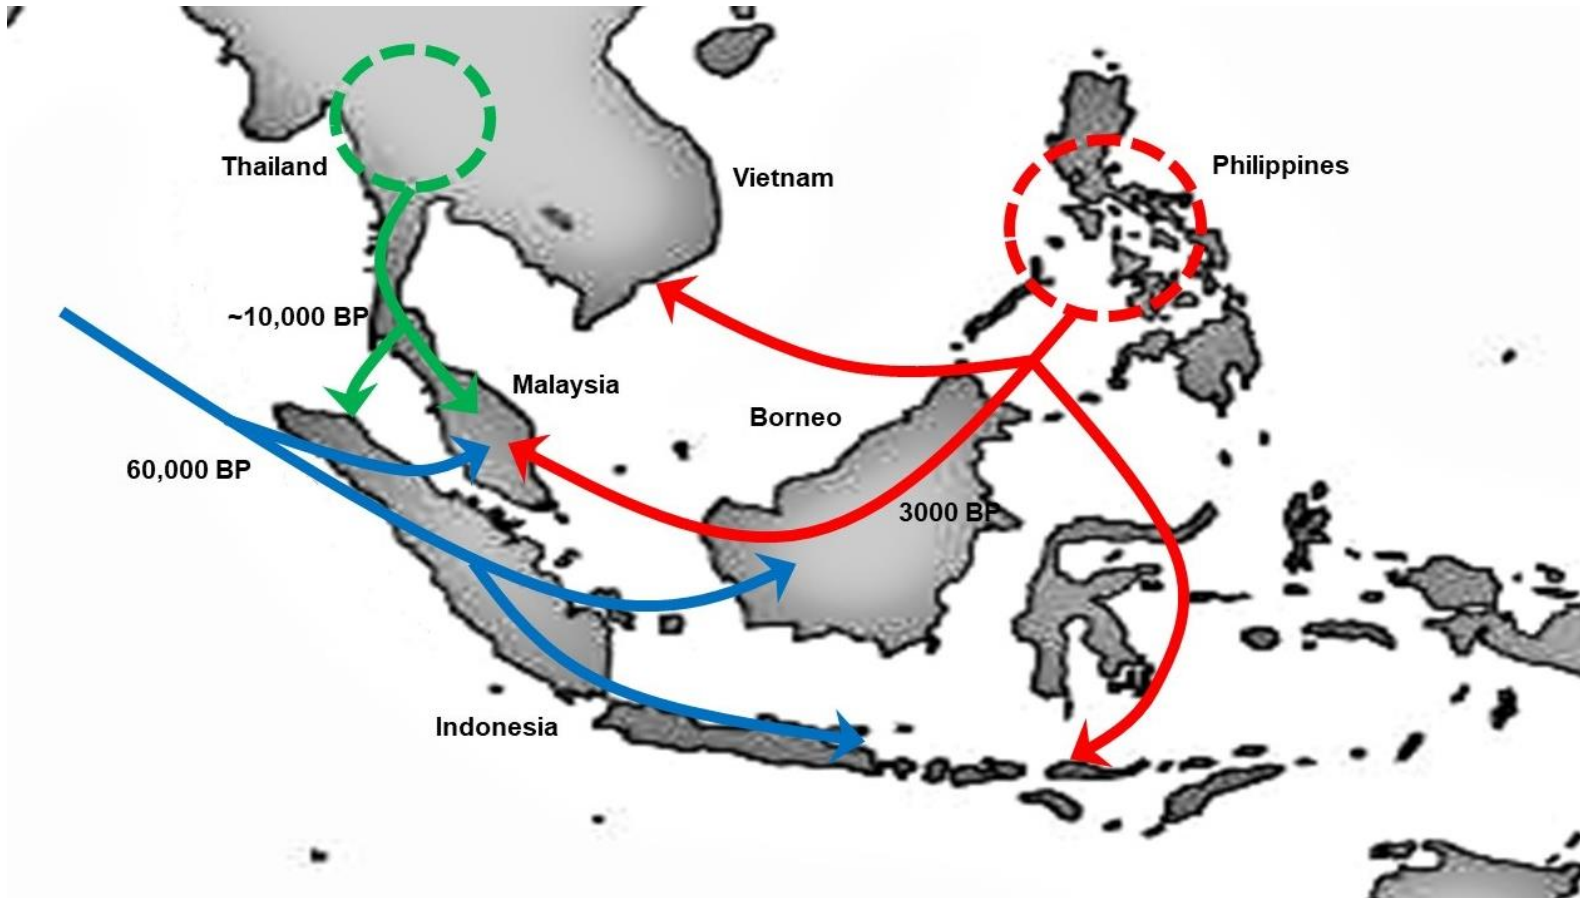 Thailand
Vietnam
Philippines
~10,000 BP
Malaysia
Borneo
60,000 BP
3000 BP
Indonesia